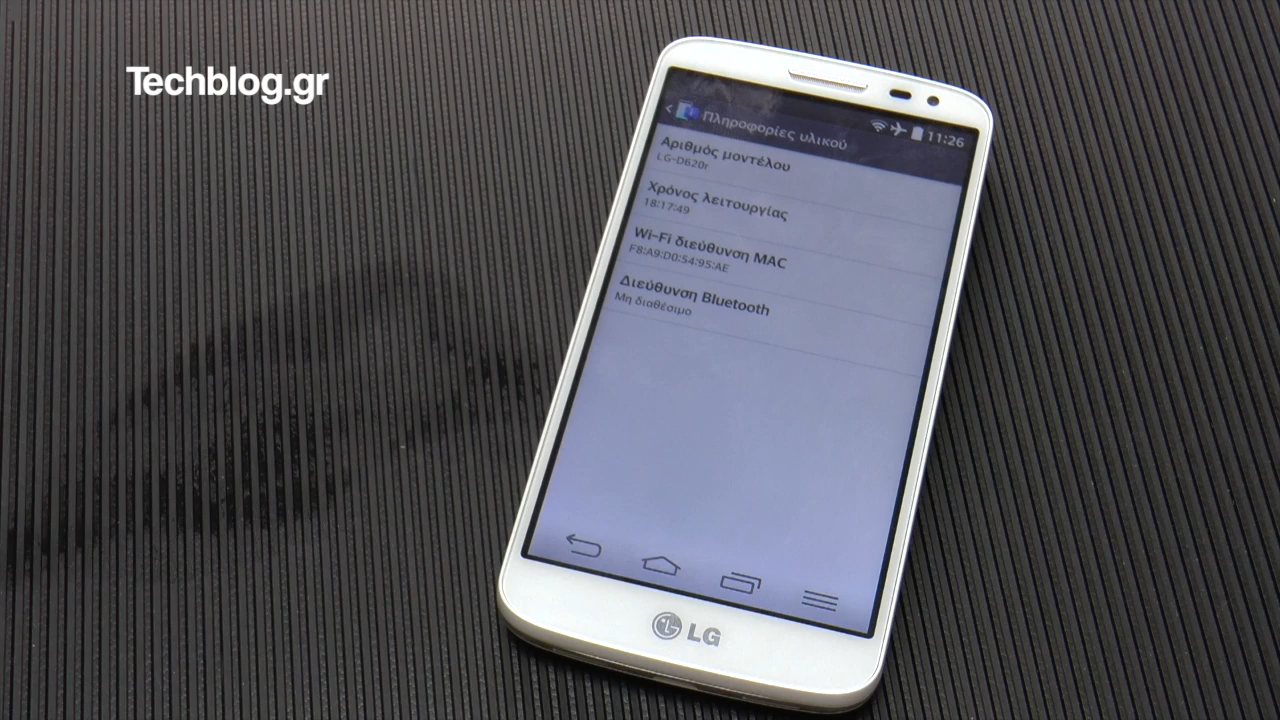 Techblog.gr
Πληροφορίες υλικού
11:26
Αριθμός μοντέλου
LG-D620r
Χρόνος λειτουργίας
18:17:49
Wi-Fi διεύθυνση MAC
F8:A9:D0:54:95:AE
Διεύθυνση Bluetooth
Μη διαθέσιμο
LG